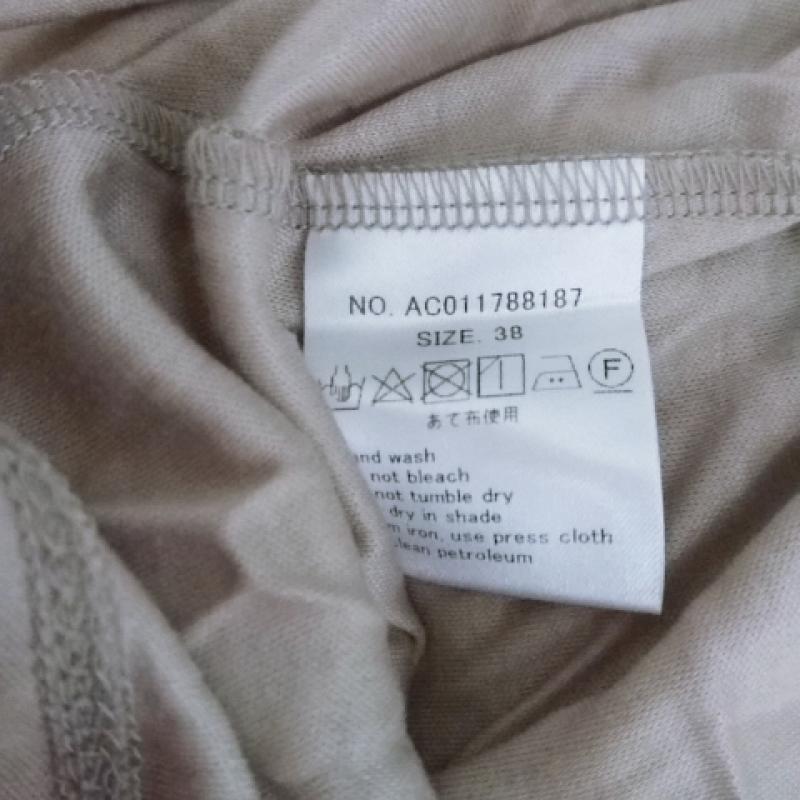 NO. AC011788187
SIZE. 38
F
あて布使用
nd wash
not bleach
not tumble dry
dry in shade
iron, use press cloth
lean petroleum